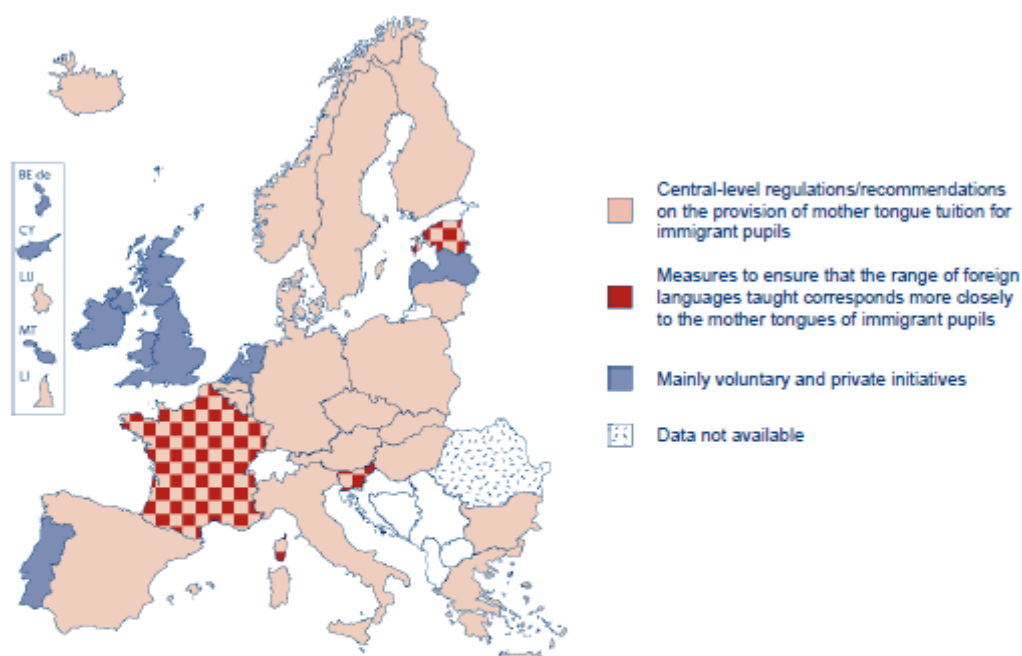 BE de
CY
LU
MT
LI
Central-level regulations/recommendations
on the provision of mother tongue tuition for
immigrant pupils
Measures to ensure that the range of foreign
languages taught corresponds more closely
to the mother tongues of immigrant pupils
Mainly voluntary and private initiatives
Data not available